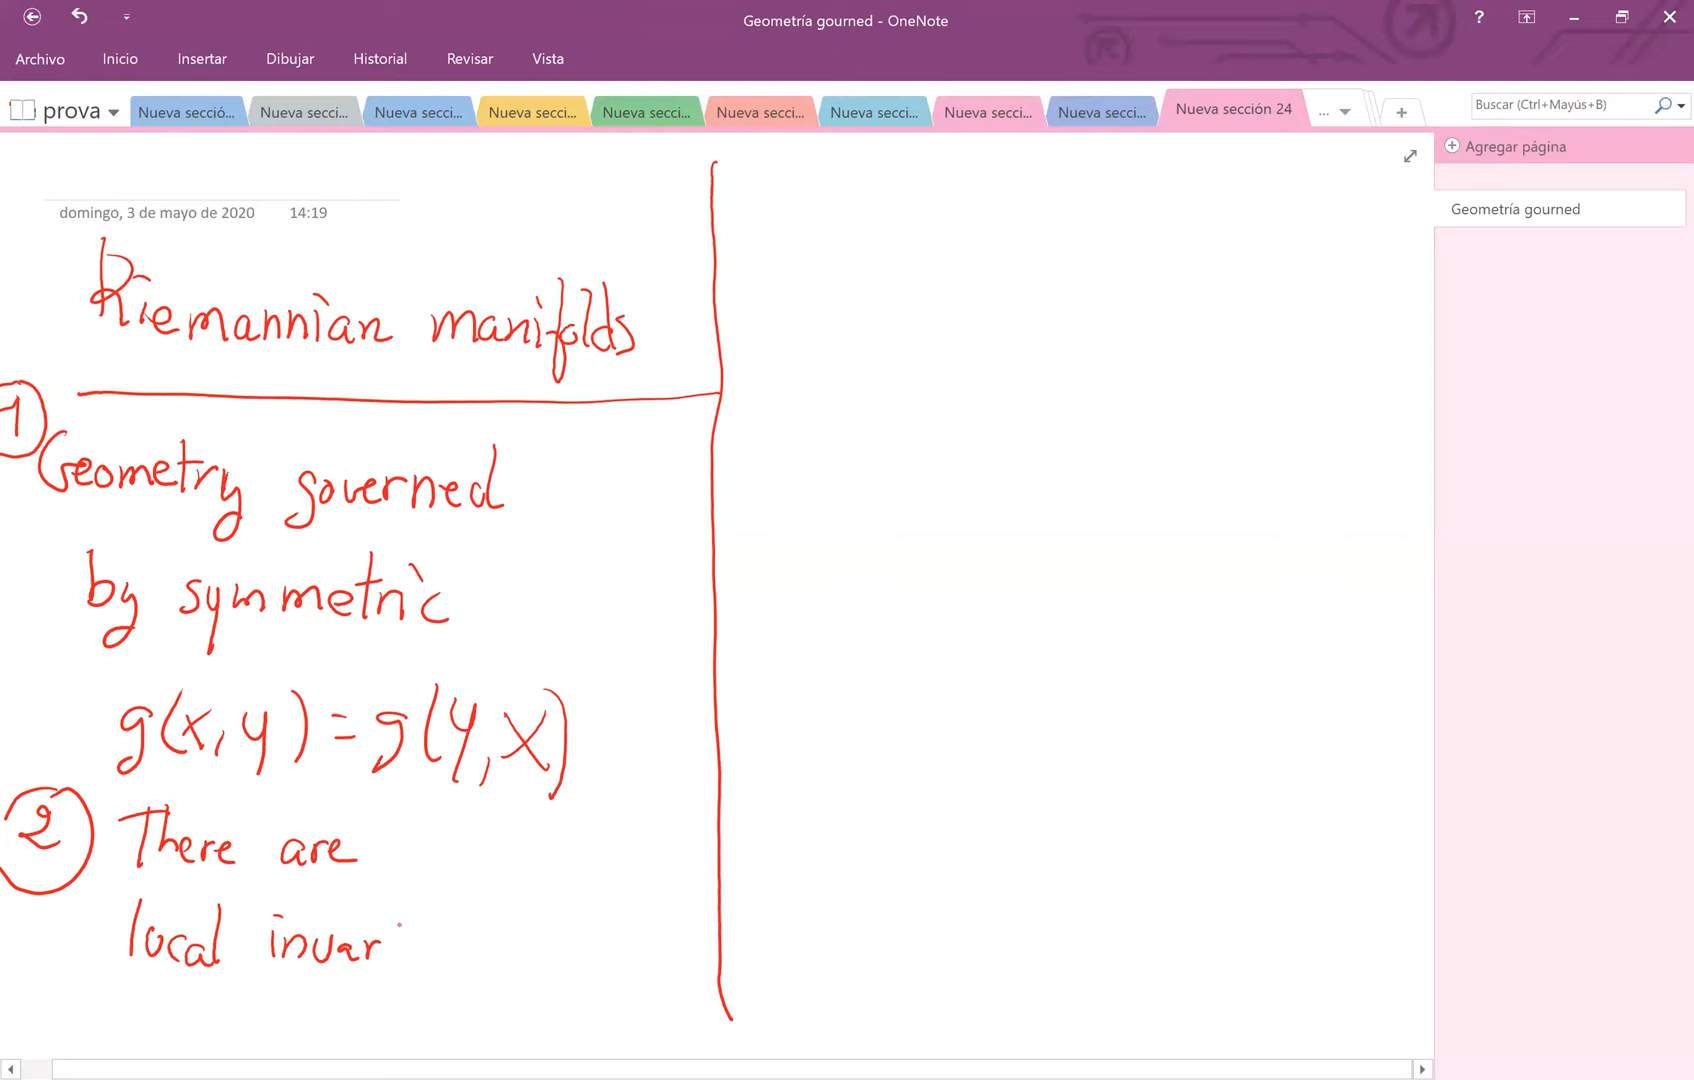 Geometría gourned - OneNote
?
Archivo Inicio Insertar Dibujar Historial Revisar Vista
prova
Nueva secció... Nueva secci... Nueva secci... Nueva secci... Nueva secci... Nueva secci... Nueva secci... Nueva secci... Nueva secci... Nueva sección 24 ...
Buscar (Ctrl+Mayús+B)
Agregar página
Geometría gourned
domingo, 3 de mayo de 2020 14:19
Riemannian manifolds
1
Geometry governed
by symmetric
g(x,y)=g(y,x)
2 There are
local invar